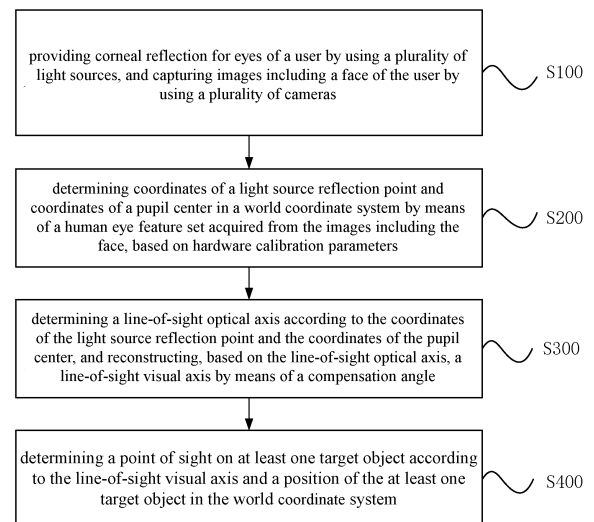 providing corneal reflection for eyes of a user by using a plurality of
light sources, and capturing images including a face of the user by
using a plurality of cameras
S100
determining coordinates of a light source reflection point and
coordinates of a pupil center in a world coordinate system by means
of a human eye feature set acquired from the images including the
face, based on hardware calibration parameters
S200
determining a line-of-sight optical axis according to the coordinates
of the light source reflection point and the coordinates of the pupil
center, and reconstructing, based on the line-of-sight optical axis, a
line-of-sight visual axis by means of a compensation angle
S300
determining a point of sight on at least one target object according
to the line-of-sight visual axis and a position of the at least one
target object in the world coordinate system
S400